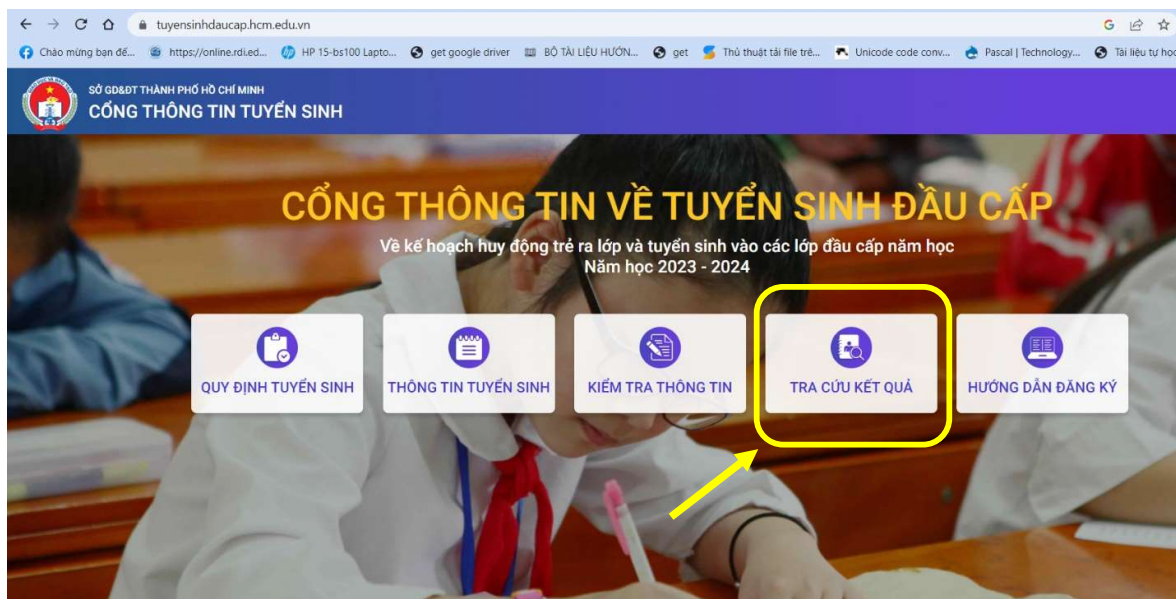 tuyensinhdaucap.hcm.edu.vn
Chào mừng bạn đế... https://online.rdi.ed... HP 15-bs100 Lapto... get google driver BỘ TÀI LIỆU HƯỚN... get Thủ thuật tải file trê... Unicode code conv... Pascal | Technology... Tài liệu tự học
SỞ GD&ĐT THÀNH PHỐ HỒ CHÍ MINH
CỔNG THÔNG TIN TUYỂN SINH
CỔNG THÔNG TIN VỀ TUYỂN SINH ĐẦU CẤP
Về kế hoạch huy động trẻ ra lớp và tuyển sinh vào các lớp đầu cấp năm học
Năm học 2023 - 2024
QUY ĐỊNH TUYỂN SINH THÔNG TIN TUYỂN SINH KIỂM TRA THÔNG TIN TRA CỨU KẾT QUẢ HƯỚNG DẪN ĐĂNG KÝ